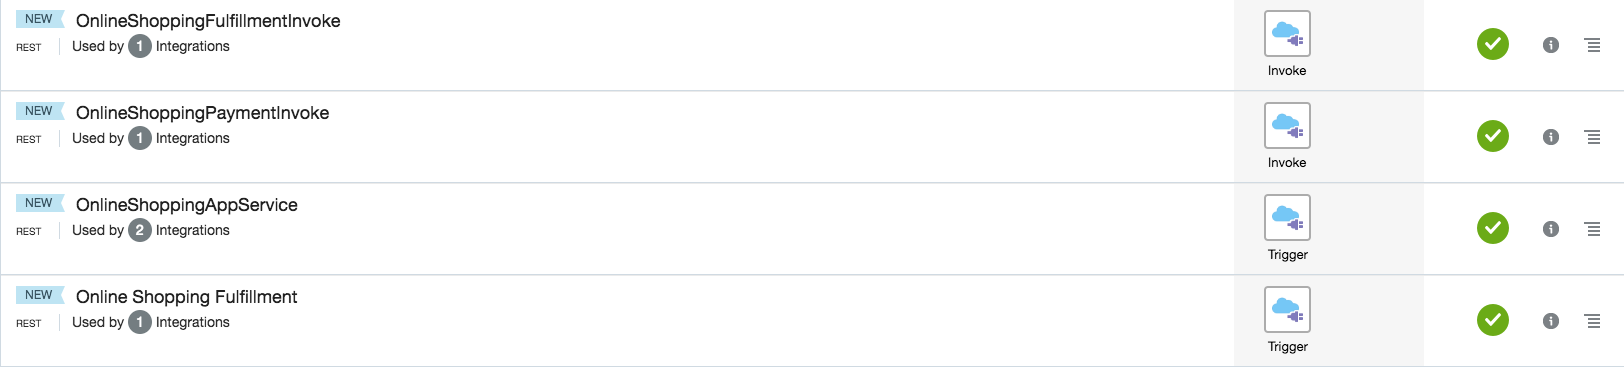 NEW OnlineShoppingFulfillmentInvoke
REST Used by 1 Integrations
Invoke
NEW OnlineShoppingPaymentInvoke
REST Used by 1 Integrations
Invoke
NEW OnlineShoppingAppService
REST Used by 2 Integrations
Trigger
NEW Online Shopping Fulfillment
REST Used by 1 Integrations
Trigger